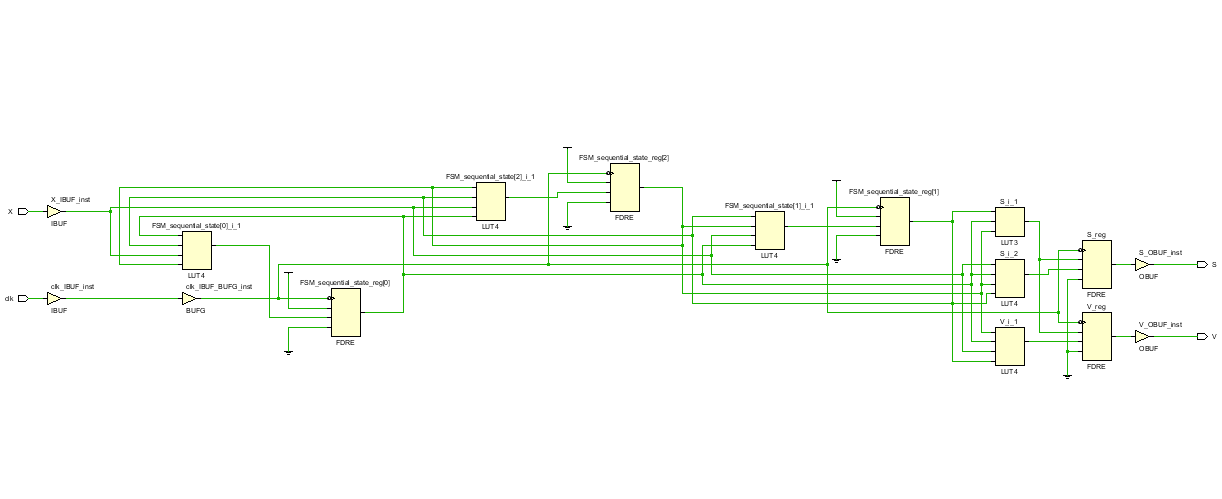 FSM_sequential_state_reg[2]
FSM_sequential_state[2]_i_1
FDRE
LUT4
X_IBUF_inst
X
IBUF
FSM_sequential_state[0]_i_1
LUT4
FSM_sequential_state_reg[1]
FSM_sequential_state[1]_i_1
LUT4
FDRE
S_i_1
LUT3
S_reg
S_i_2
S_OBUF_inst
S
OBUF
FDRE
LUT4
clk_IBUF_inst
clk
IBUF
clk_IBUF_BUFG_inst
BUFG
FSM_sequential_state_reg[0]
FDRE
V_reg
V_i_1
V_OBUF_inst
V
OBUF
FDRE
LUT4